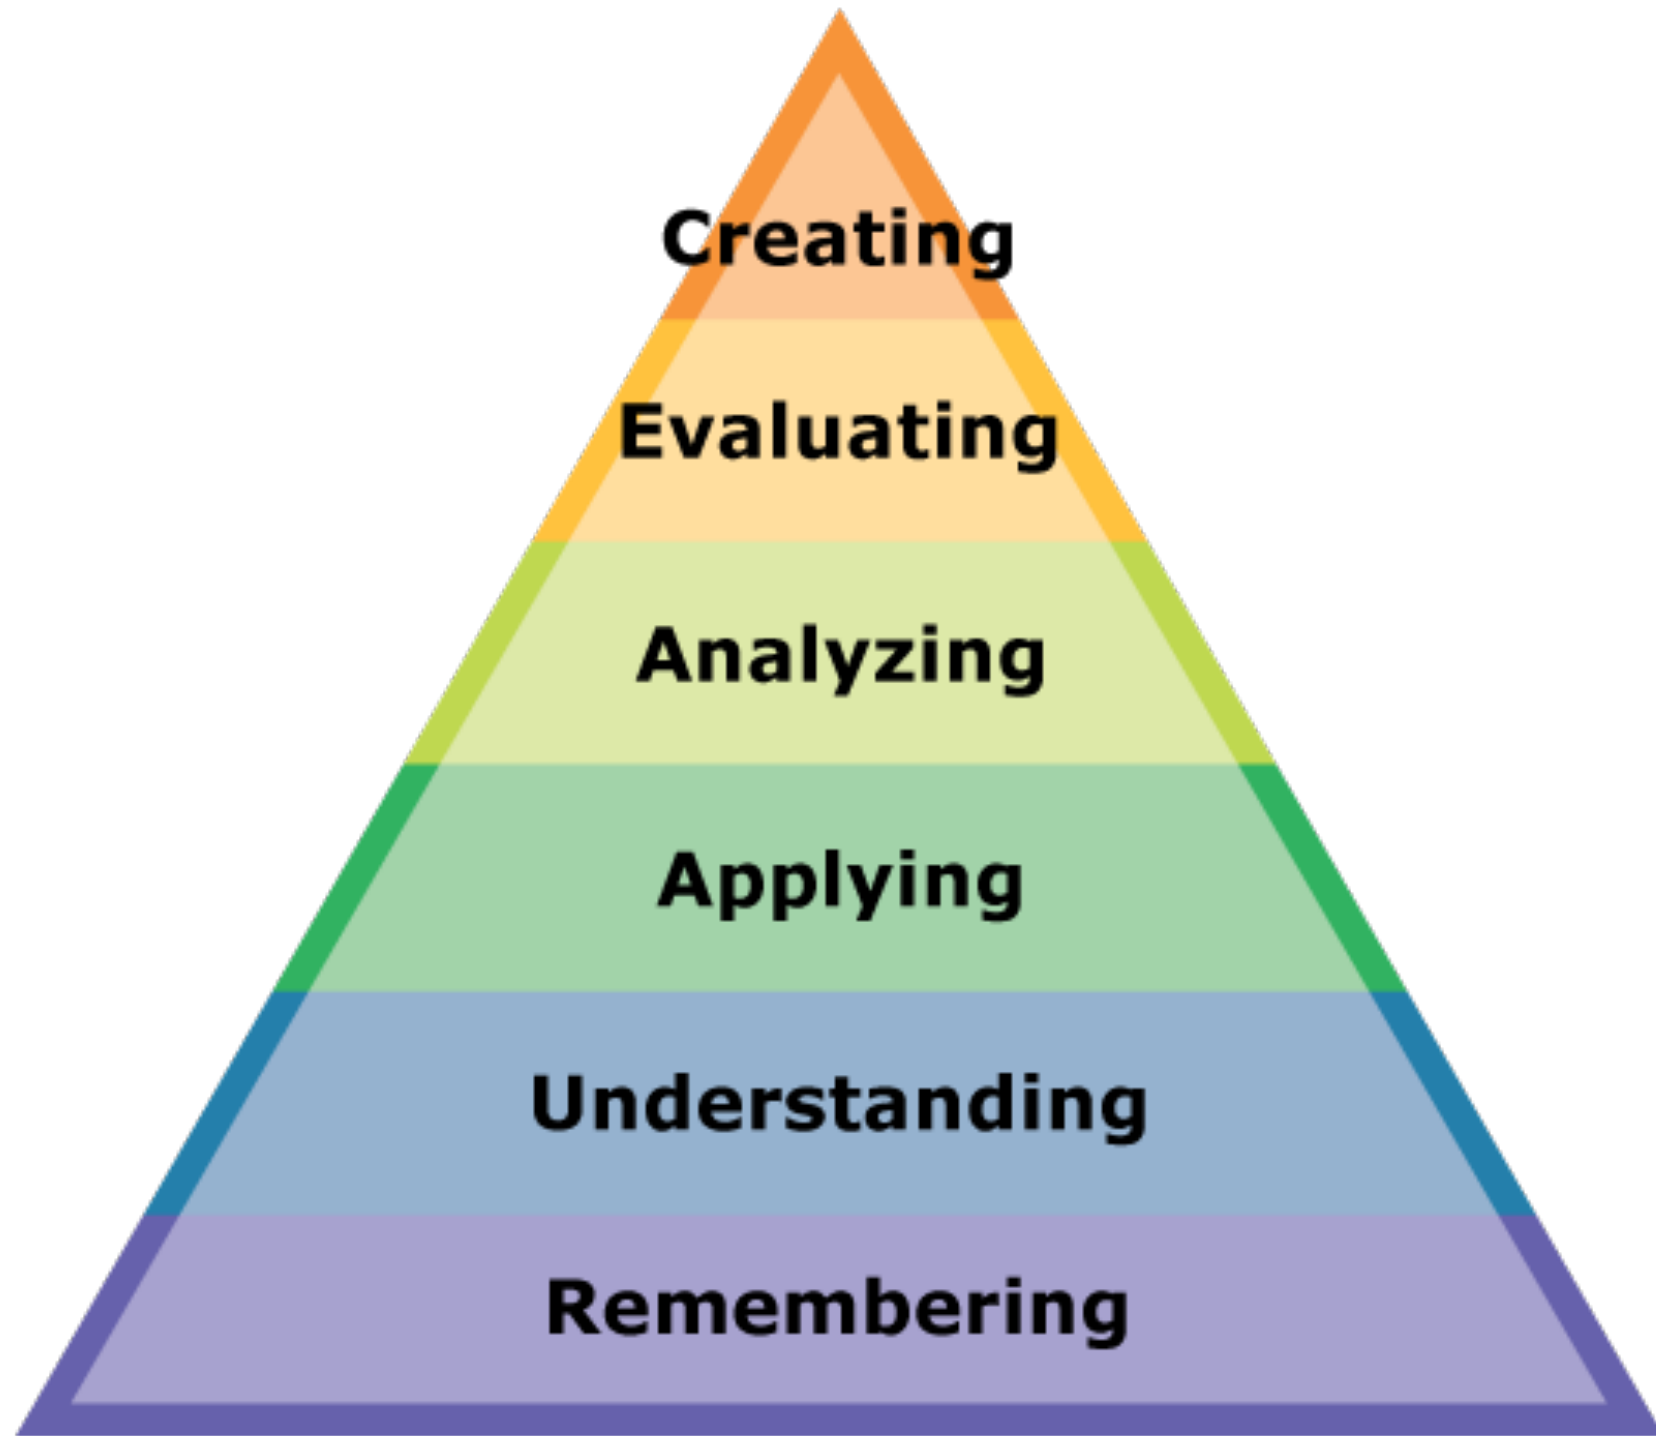 Creating
Evaluating
Analyzing
Applying
Understanding
Remembering